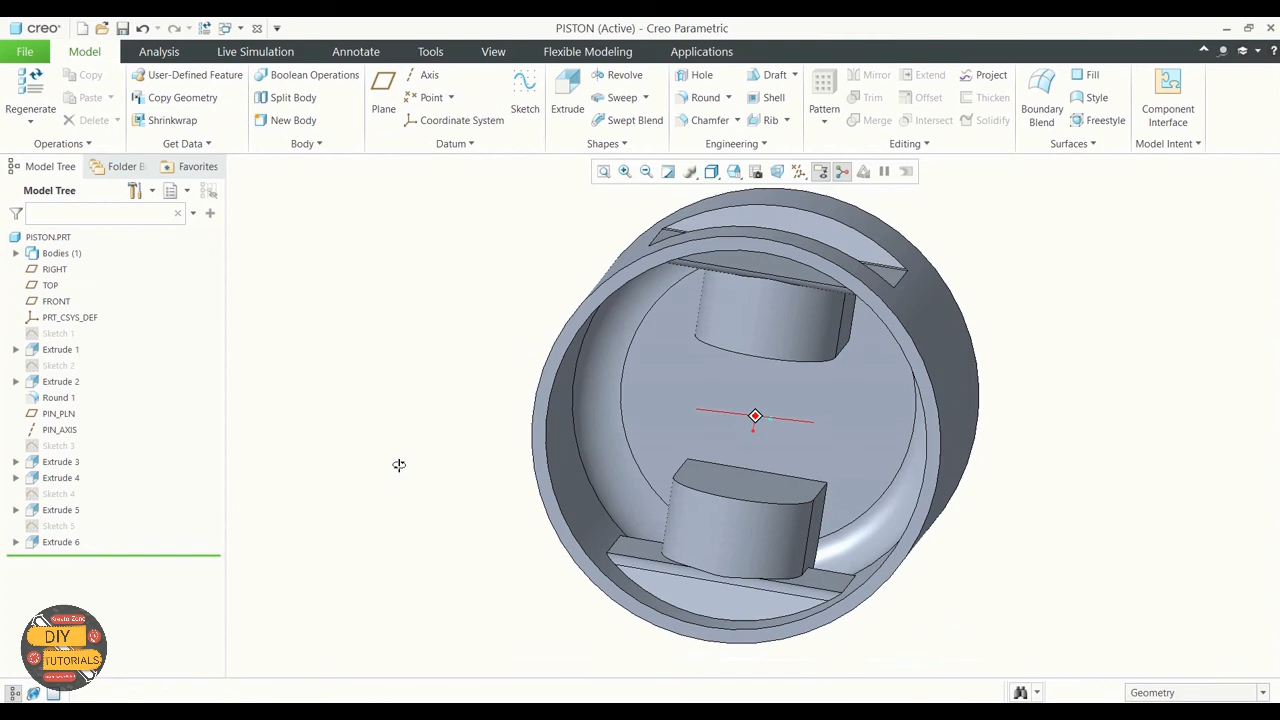 creo
PISTON (Active) - Creo Parametric
File Model Analysis Live Simulation Annotate Tools View Flexible Modeling Applications
Regenerate
Copy
Paste
Delete
Operations
User-Defined Feature
Copy Geometry
Shrinkwrap
Get Data
Boolean Operations
Split Body
New Body
Body
Plane
Axis
Point
Coordinate System
Sketch
Datum
Extrude
Revolve
Sweep
Swept Blend
Shapes
Hole
Round
Chamfer
Draft
Shell
Rib
Engineering
Pattern
Mirror
Trim
Merge
Extend
Offset
Intersect
Project
Thicken
Solidify
Editing
Boundary
Blend
Fill
Style
Freestyle
Surfaces
Component
Interface
Model Intent
Model Tree Folder B Favorites
Model Tree
PISTON.PRT
Bodies (1)
RIGHT
TOP
FRONT
PRT_CSYS_DEF
Sketch 1
Extrude 1
Sketch 2
Extrude 2
Round 1
PIN_PLN
PIN_AXIS
Sketch 3
Extrude 3
Extrude 4
Sketch 4
Extrude 5
Sketch 5
Extrude 6
DIY
TUTORIALS
Geometry